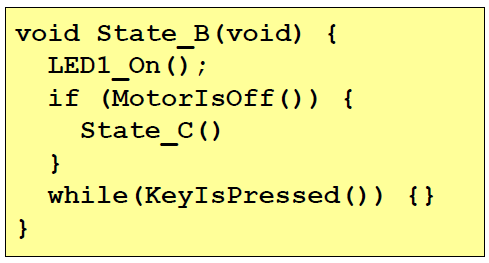 void State_B(void) {
  LED1_On();
  if (MotorIsOff()) {
    State_C()
  }
  while(KeyIsPressed()) {}
}